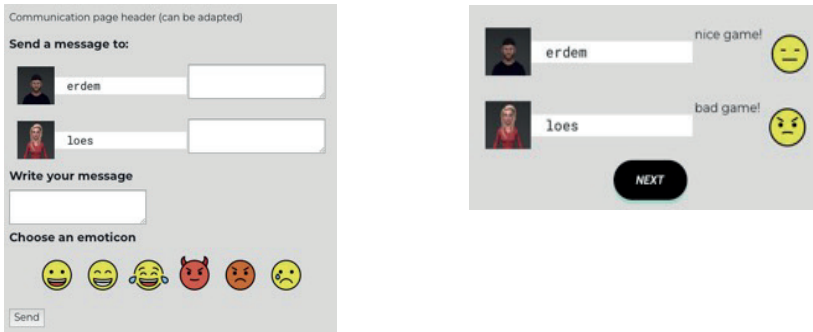 Communication page header (can be adapted)
Send a message to:
erdem
loes
Write your message
Choose an emoticon
Send
nice game!
erdem
bad game!
loes
NEXT